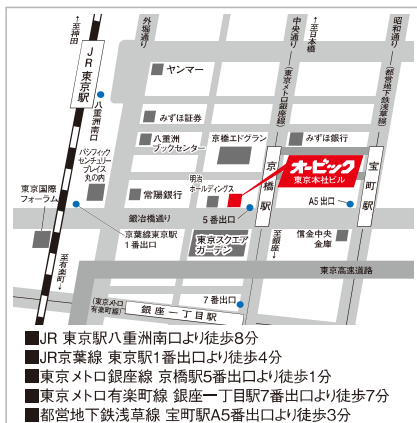 ↑至神田
外堀通り
中央通り
↑至日本橋
昭和通り
JR東京駅
ヤンマー
(東京メトロ銀座線)
(都営地下鉄浅草線)
八重洲南口
みずほ証券
八重洲
ブックセンター
京橋エドグラン
みずほ銀行
パシフィック
センチュリー
プレイス
丸の内
オービック
東京本社ビル
京橋駅
宝町駅
明治
ホールディングス
東京国際
フォーラム
常陽銀行
A5出口
鍛冶橋通り
5番出口
京葉線東京駅
1番出口
東京スクエア
ガーデン
至銀座→
信金中央
金庫
至有楽町→
東京高速道路
7番出口
(東京メトロ
有楽町線)
銀座一丁目駅
■JR 東京駅八重洲南口より徒歩8分
■JR京葉線 東京駅1番出口より徒歩4分
■東京メトロ銀座線 京橋駅5番出口より徒歩1分
■東京メトロ有楽町線 銀座一丁目駅7番出口より徒歩7分
■都営地下鉄浅草線 宝町駅A5番出口より徒歩3分